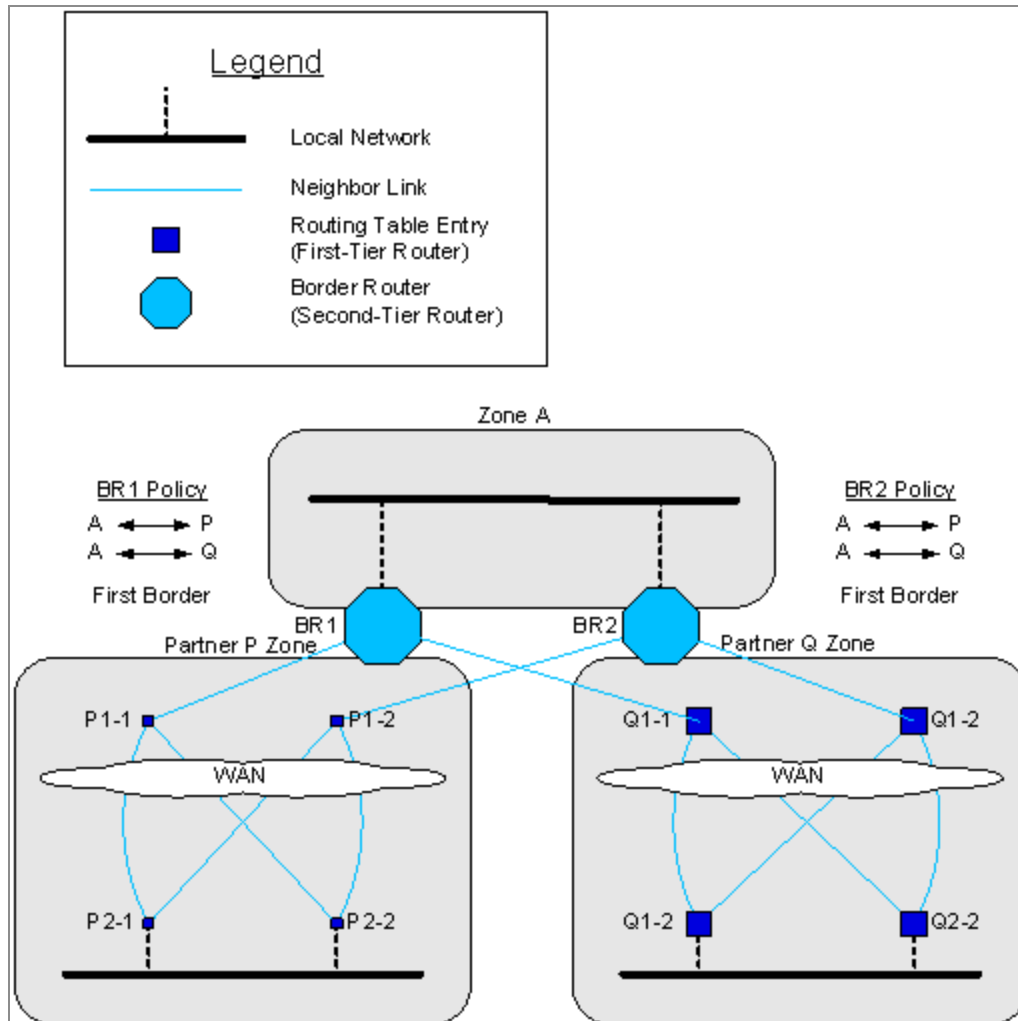 Legend
Local Network
Neighbor Link
Routing Table Entry
(First-Tier Router)
Border Router
(Second-Tier Router)
Zone A
BR1 Policy
A P
A Q
First Border
BR2 Policy
A P
A Q
First Border
BR1
BR2
Partner P Zone
Partner Q Zone
P1-1
P1-2
Q1-1
Q1-2
WAN
WAN
P2-1
P2-2
Q1-2
Q2-2